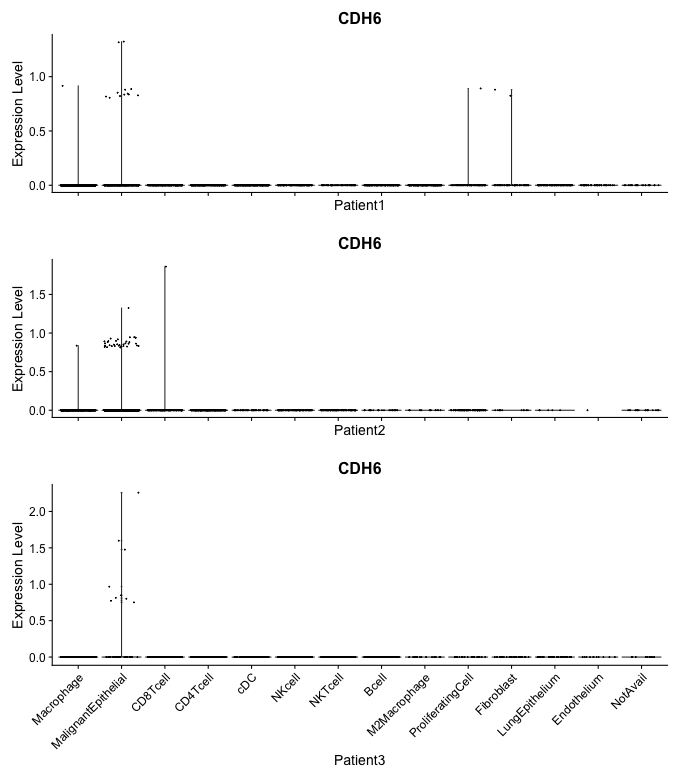 CDH6
Expression Level
1.0
0.5
0.0
Patient1
CDH6
Expression Level
1.5
1.0
0.5
0.0
Patient2
CDH6
Expression Level
2.0
1.5
1.0
0.5
0.0
Macrophage
MalignantEpithelial
CD8Tcell
CD4Tcell
cDC
NKcell
NKTcell
Bcell
M2Macrophage
ProliferatingCell
Fibroblast
LungEpithelium
Endothelium
NotAvail
Patient3